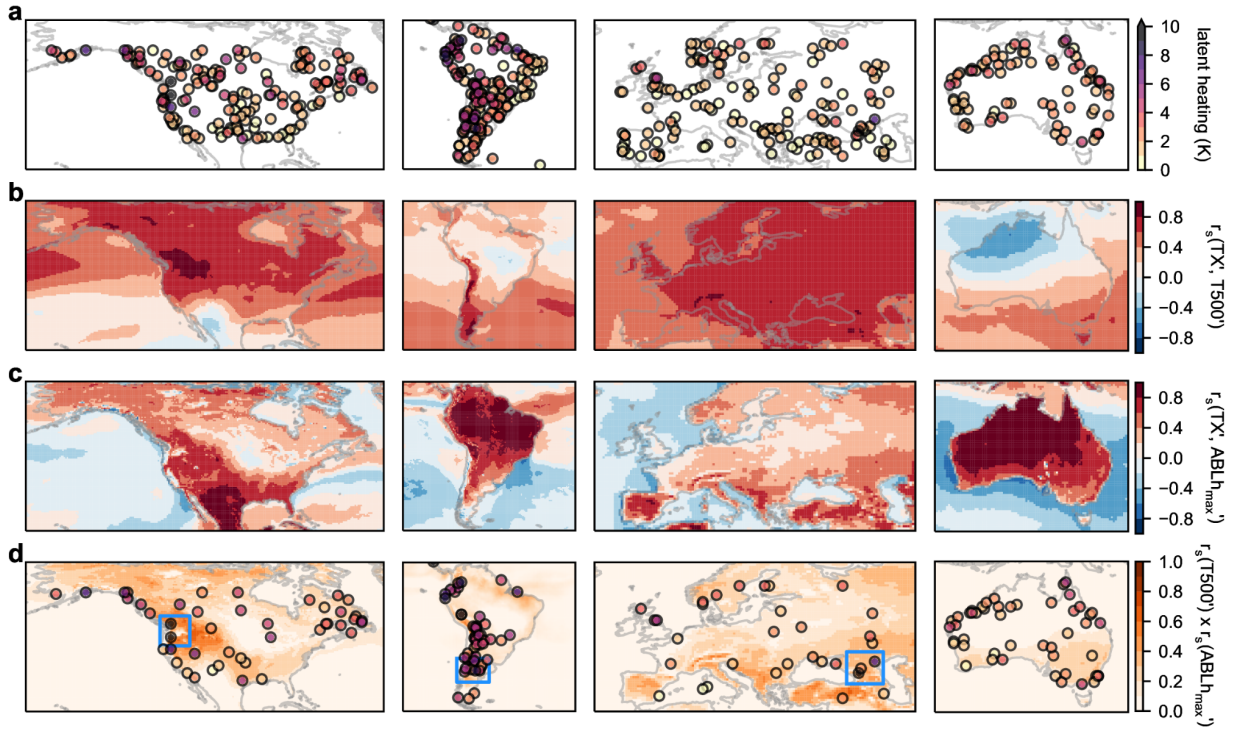 a
10
8
6
4
2
0
latent heating (K)
b
0.8
0.4
0.0
−0.4
−0.8
rs(TX', T500')
c
0.8
0.4
0.0
−0.4
−0.8
rs(TX', ABLhmax')
d
1.0
0.8
0.6
0.4
0.2
0.0
rs(T500') x rs(ABLhmax')